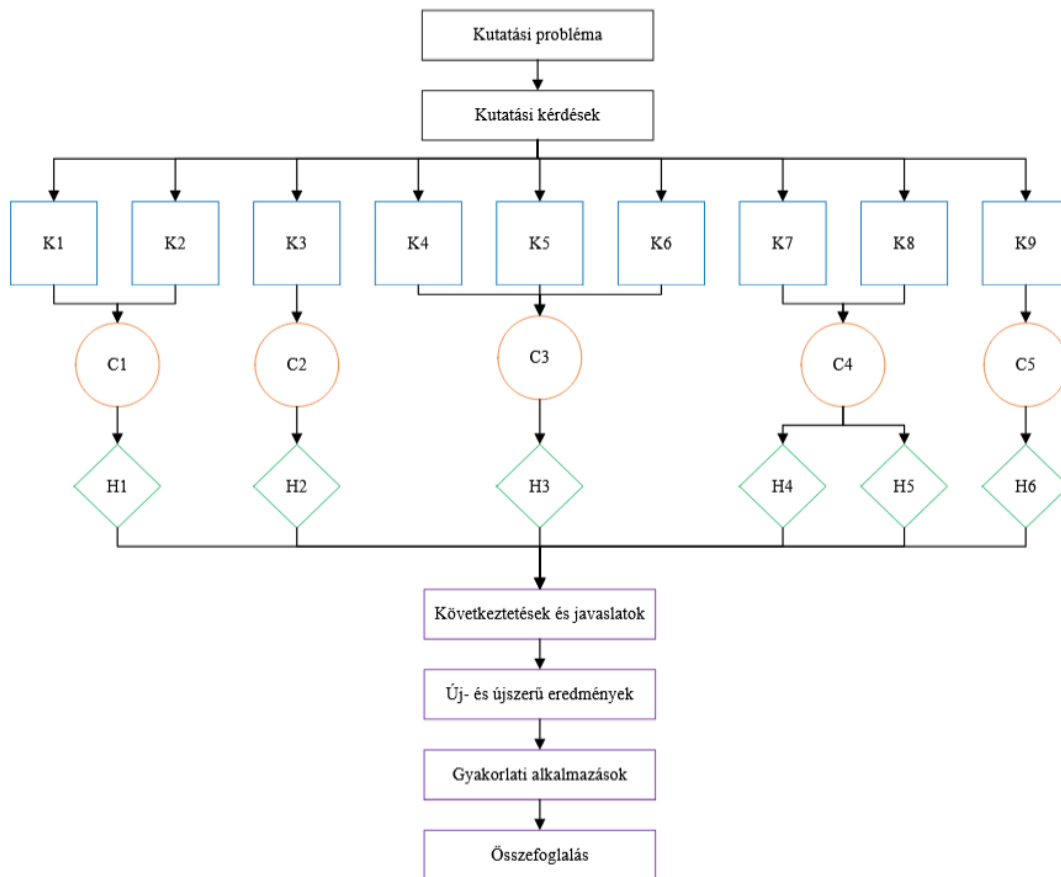 Kutatási probléma
Kutatási kérdések
K1
K2
K3
K4
K5
K6
K7
K8
K9
C1
C2
C3
C4
C5
H1
H2
H3
H4
H5
H6
Következtetések és javaslatok
Új- és újszerű eredmények
Gyakorlati alkalmazások
Összefoglalás